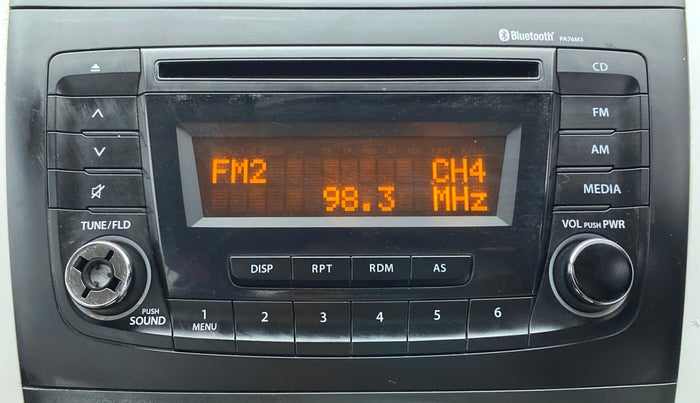 Bluetooth® PA76M3
CD
FM
AM
MEDIA
FM2 CH4
98.3 MHz
TUNE/FLD
VOL PUSH PWR
DISP RPT RDM AS
PUSH
SOUND
1 2 3 4 5 6
MENU